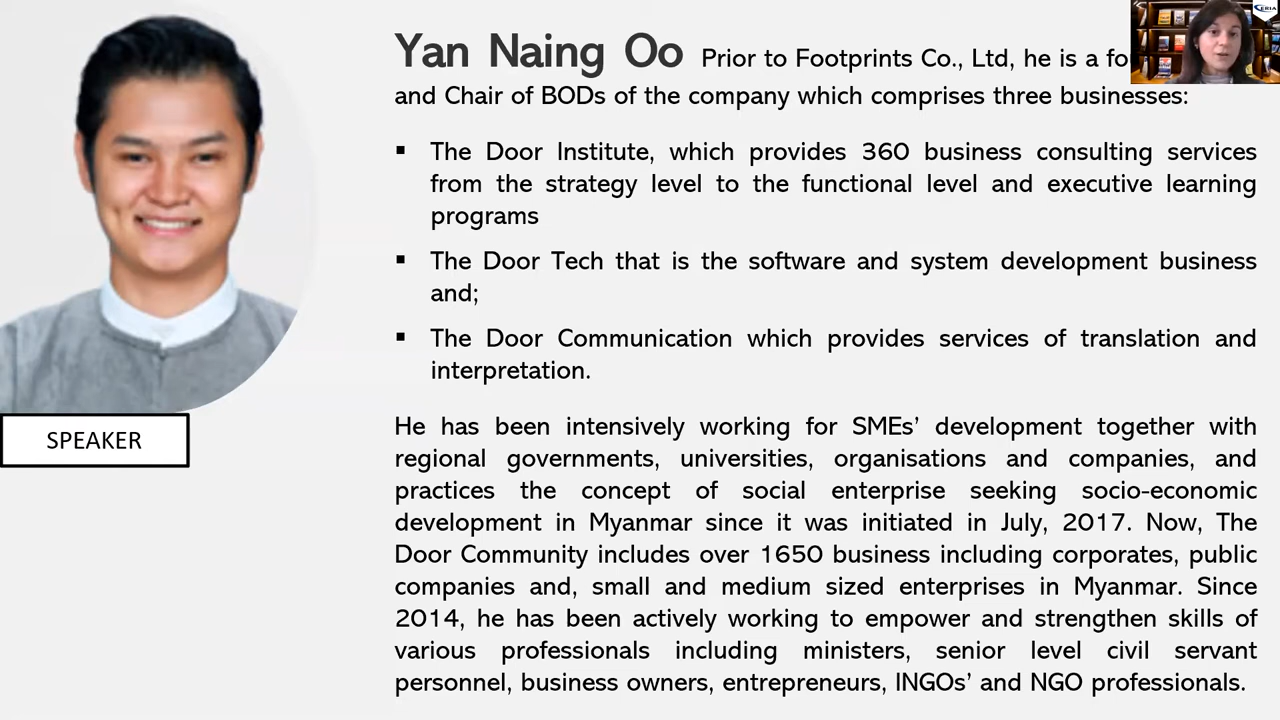 Yan Naing Oo Prior to Footprints Co., Ltd, he is a
and Chair of BODs of the company which comprises three businesses:
▪ The Door Institute, which provides 360 business consulting services
from the strategy level to the functional level and executive learning
programs
▪ The Door Tech that is the software and system development business
and;
▪ The Door Communication which provides services of translation and
interpretation.
He has been intensively working for SMEs’ development together with
regional governments, universities, organisations and companies, and
practices the concept of social enterprise seeking socio-economic
development in Myanmar since it was initiated in July, 2017. Now, The
Door Community includes over 1650 business including corporates, public
companies and, small and medium sized enterprises in Myanmar. Since
2014, he has been actively working to empower and strengthen skills of
various professionals including ministers, senior level civil servant
personnel, business owners, entrepreneurs, INGOs’ and NGO professionals.
SPEAKER
ERIA